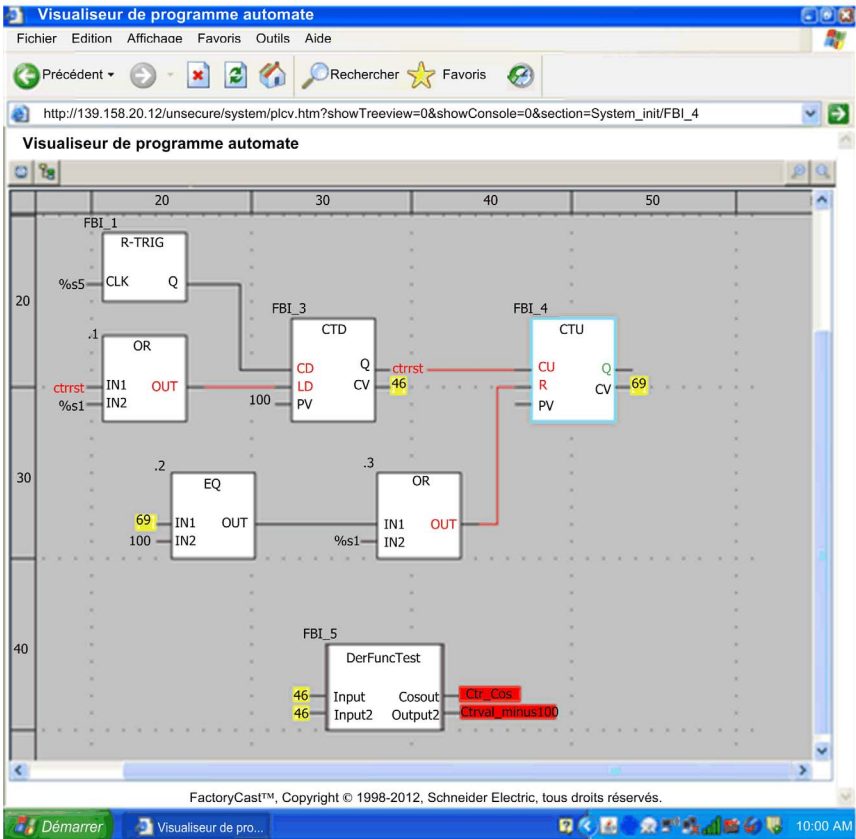 Visualiseur de programme automate
Fichier Edition Affichage Favoris Outils Aide
Précédent Rechercher Favoris
http://139.158.20.12/unsecure/system/plcv.htm?showTreeview=0&showConsole=0&section=System_init/FBI_4
Visualiseur de programme automate
20 30 40 50
FBI_1
R-TRIG
%s5 CLK Q
20
FBI_3 FBI_4
CTD CTU
.1
OR
CD Q ctrrst CU Q
ctrrst IN1 OUT LD CV 46 R CV 69
%s1 IN2 100 PV PV
.2 .3
30
EQ OR
69 IN1 OUT IN1 OUT
100 IN2 %s1 IN2
FBI_5
40
DerFuncTest
46 Input Cosout Ctr_Cos
46 Input2 Output2 Ctrval_minus100
FactoryCast™, Copyright © 1998-2012, Schneider Electric, tous droits réservés.
Démarrer Visualiseur de pro... 10:00 AM